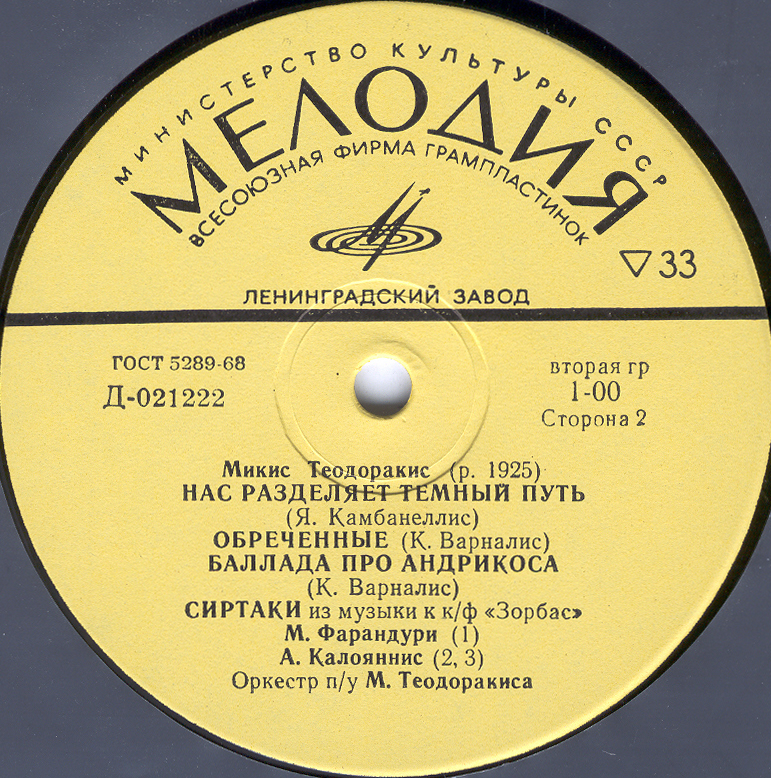 МИНИСТЕРСТВО КУЛЬТУРЫ СССР
МЕЛОДИЯ
ВСЕСОЮЗНАЯ ФИРМА ГРАМПЛАСТИНОК
▽ 33
ЛЕНИНГРАДСКИЙ ЗАВОД
ГОСТ 5289-68
Д-021222
вторая гр
1-00
Сторона 2
Микис Теодоракис (р. 1925)
НАС РАЗДЕЛЯЕТ ТЕМНЫЙ ПУТЬ
(Я. Камбанеллис)
ОБРЕЧЕННЫЕ (К. Варналис)
БАЛЛАДА ПРО АНДРИКОСА
(К. Варналис)
СИРТАКИ из музыки к к/ф «Зорбас»
М. Фарандури (1)
А. Калояннис (2, 3)
Оркестр п/у М. Теодоракиса